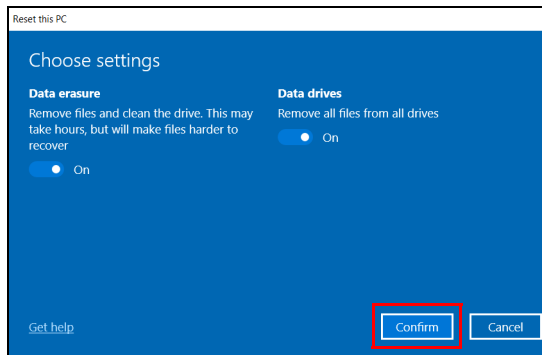 Reset this PC
Choose settings
Data erasure
Remove files and clean the drive. This may
take hours, but will make files harder to
recover
On
Data drives
Remove all files from all drives
On
Get help
Confirm
Cancel